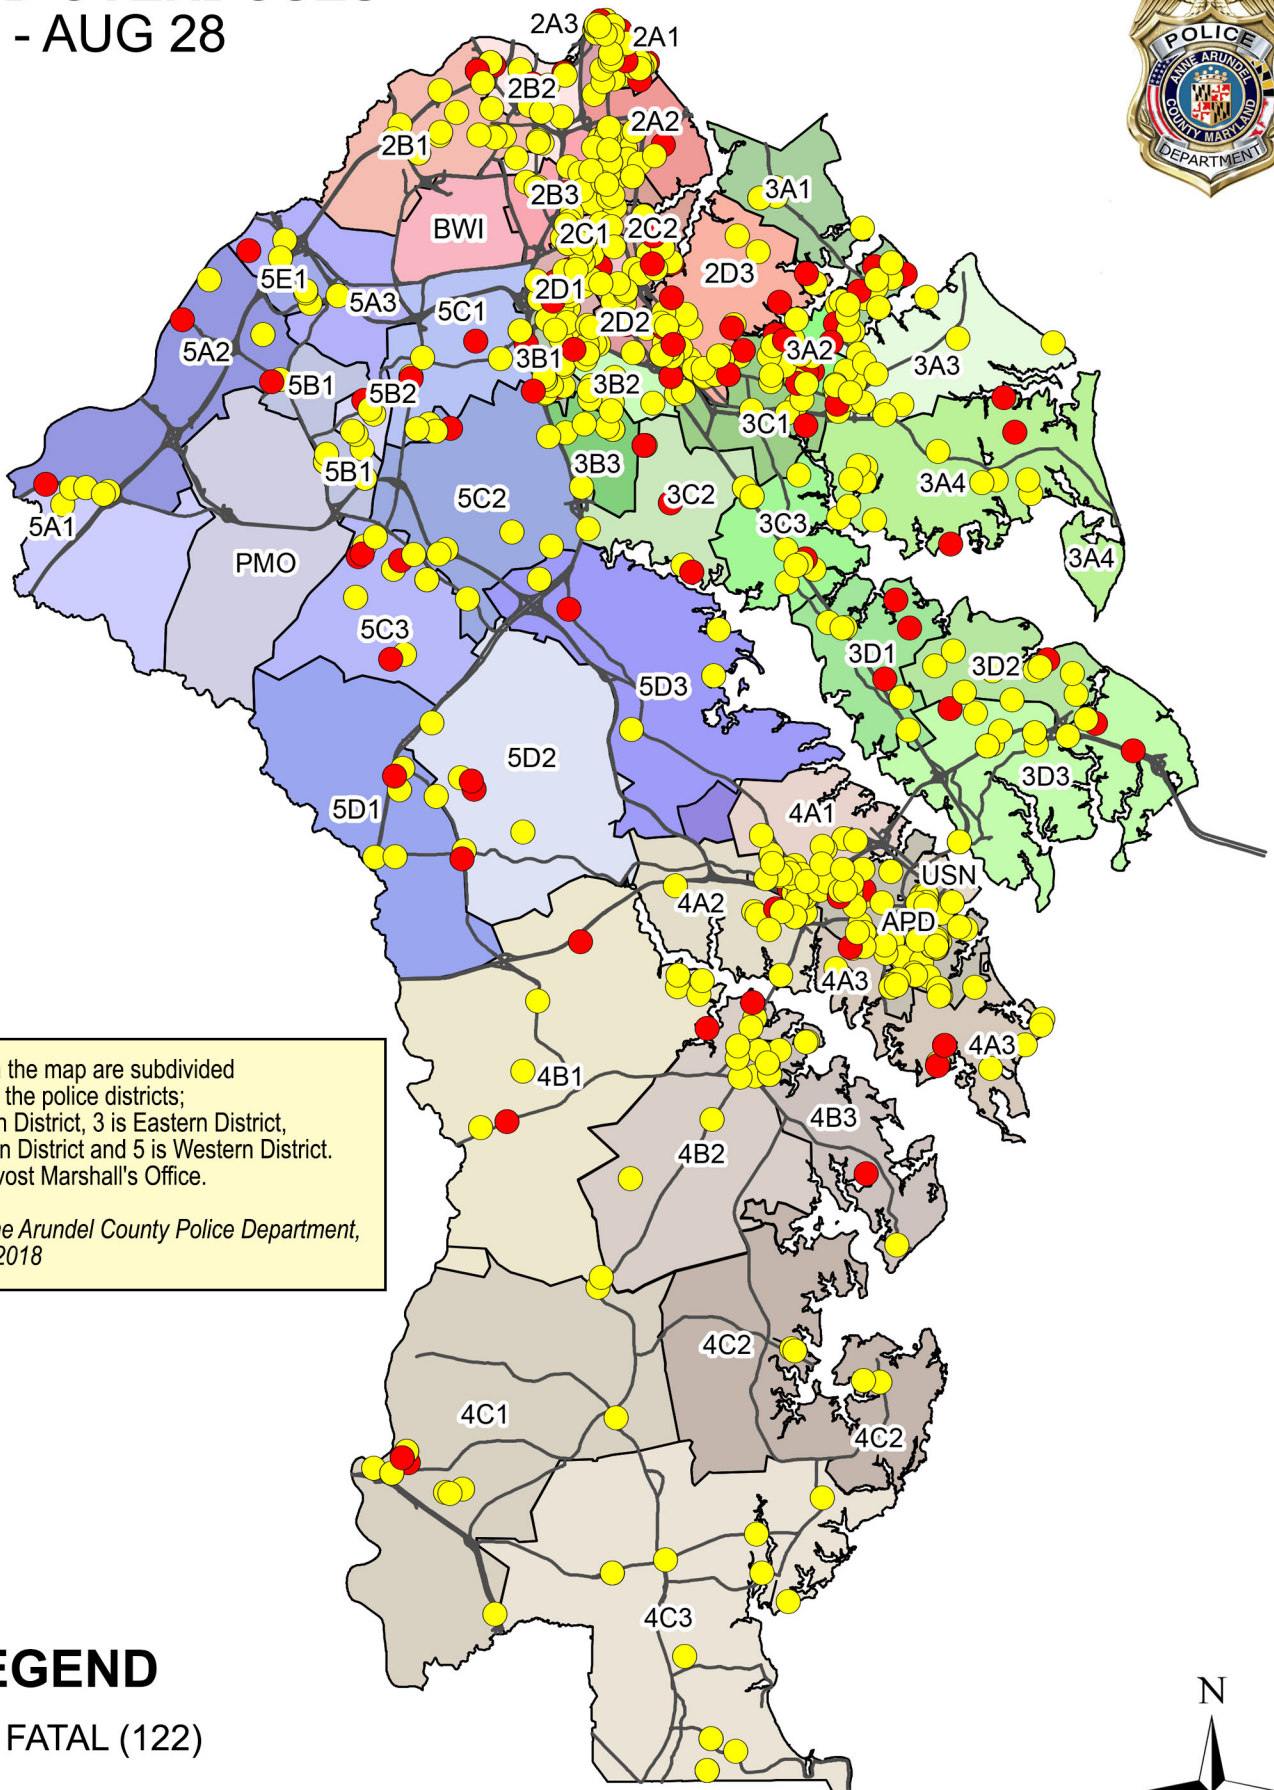 - AUG 28
POLICE
ANNE ARUNDEL
COUNTY MARYLAND
DEPARTMENT
2A3
2A1
2B2
2A2
2B1
2B3
3A1
BWI
2C1
2C2
2D3
5E1
2D1
5A3
5C1
2D2
5A2
3B1
3A2
3A3
5B1
5B2
3B2
3C1
5B1
3B3
3A4
5C2
3C2
5A1
3C3
PMO
3A4
5C3
3D1
3D2
5D3
5D2
3D3
5D1
4A1
USN
4A2
APD
4A3
4A3
4B1
4B3
4B2
the map are subdivided
the police districts;
District, 3 is Eastern District,
n District and 5 is Western District.
vost Marshall's Office.
ne Arundel County Police Department,
2018
4C2
4C1
4C2
4C3
EGEND
FATAL (122)
N